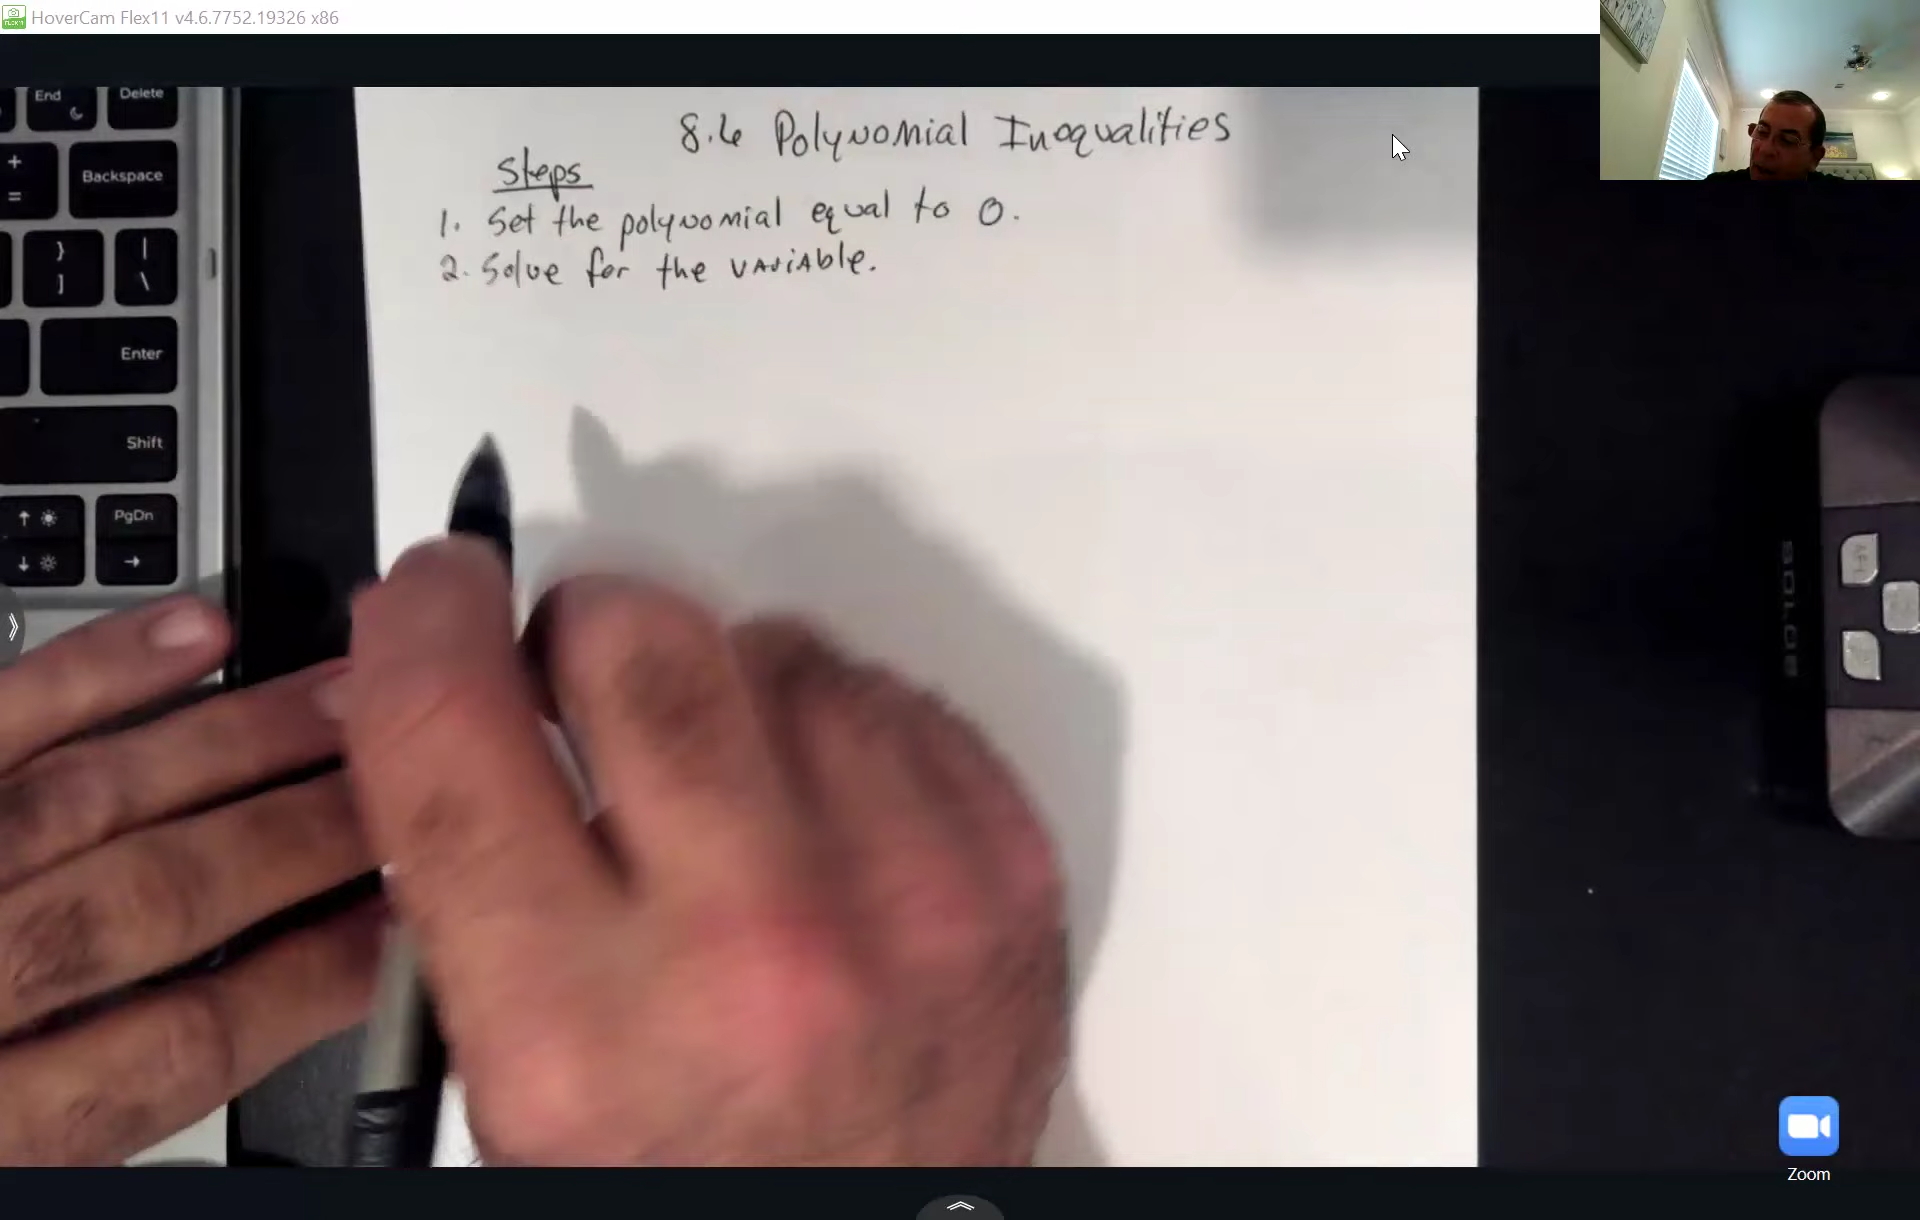 HoverCam Flex11 v4.6.7752.19326 x86
8.6 Polynomial Inequalities
Steps
1. Set the polynomial equal to 0.
2. Solve for the variable.
End
Delete
+
=
Backspace
}
]
|
\
Enter
Shift
PgDn
Zoom